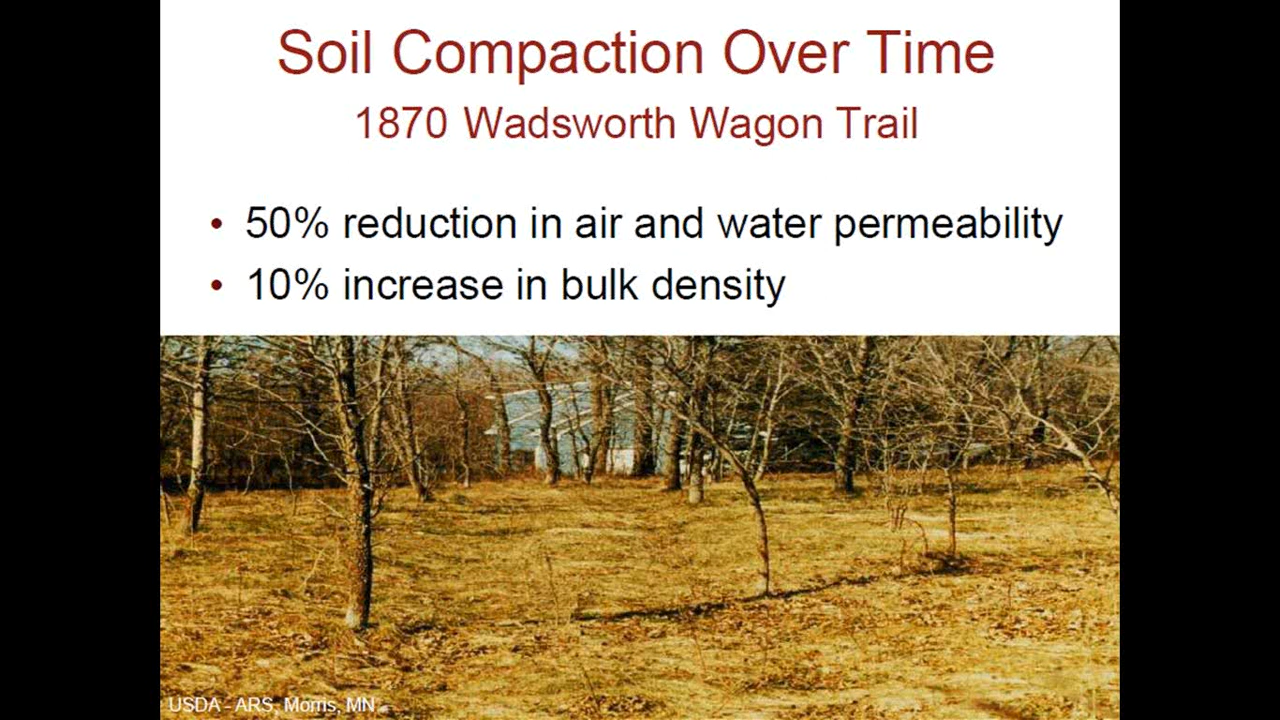 Soil Compaction Over Time
1870 Wadsworth Wagon Trail
• 50% reduction in air and water permeability
• 10% increase in bulk density
USDA - ARS, Morris, MN